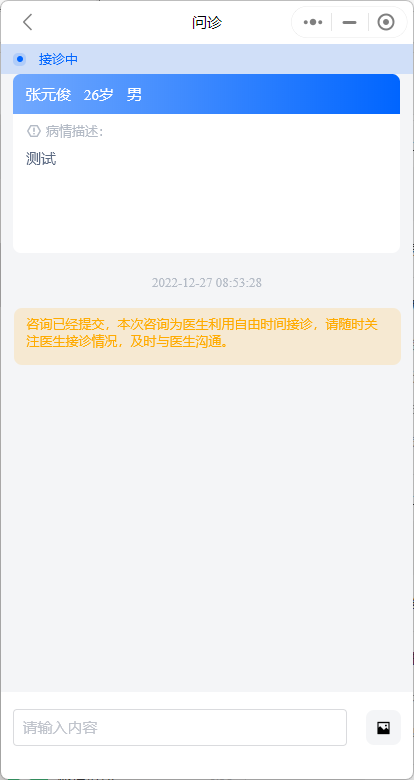 问诊
接诊中
张元俊 26岁 男
病情描述：
测试
2022-12-27 08:53:28
咨询已经提交，本次咨询为医生利用自由时间接诊，请随时关
注医生接诊情况，及时与医生沟通。
请输入内容